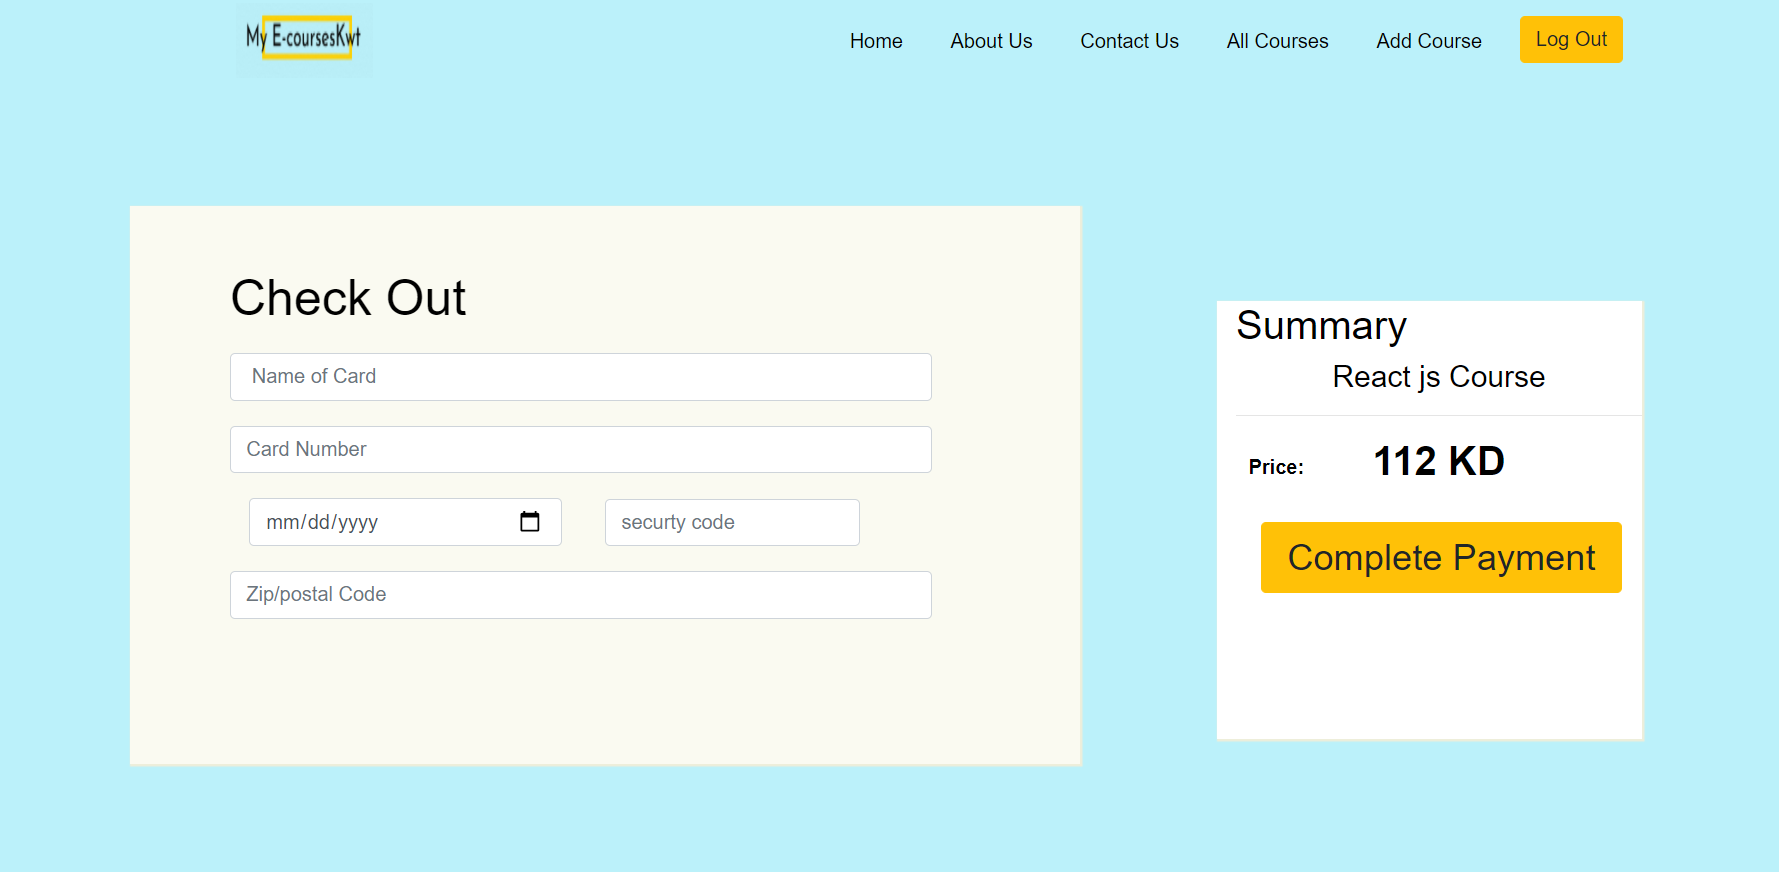 My E-coursesKwt
Home
About Us
Contact Us
All Courses
Add Course
Log Out
Check Out
Name of Card
Card Number
mm/dd/yyyy
securty code
Zip/postal Code
Summary
React js Course
Price:
112 KD
Complete Payment